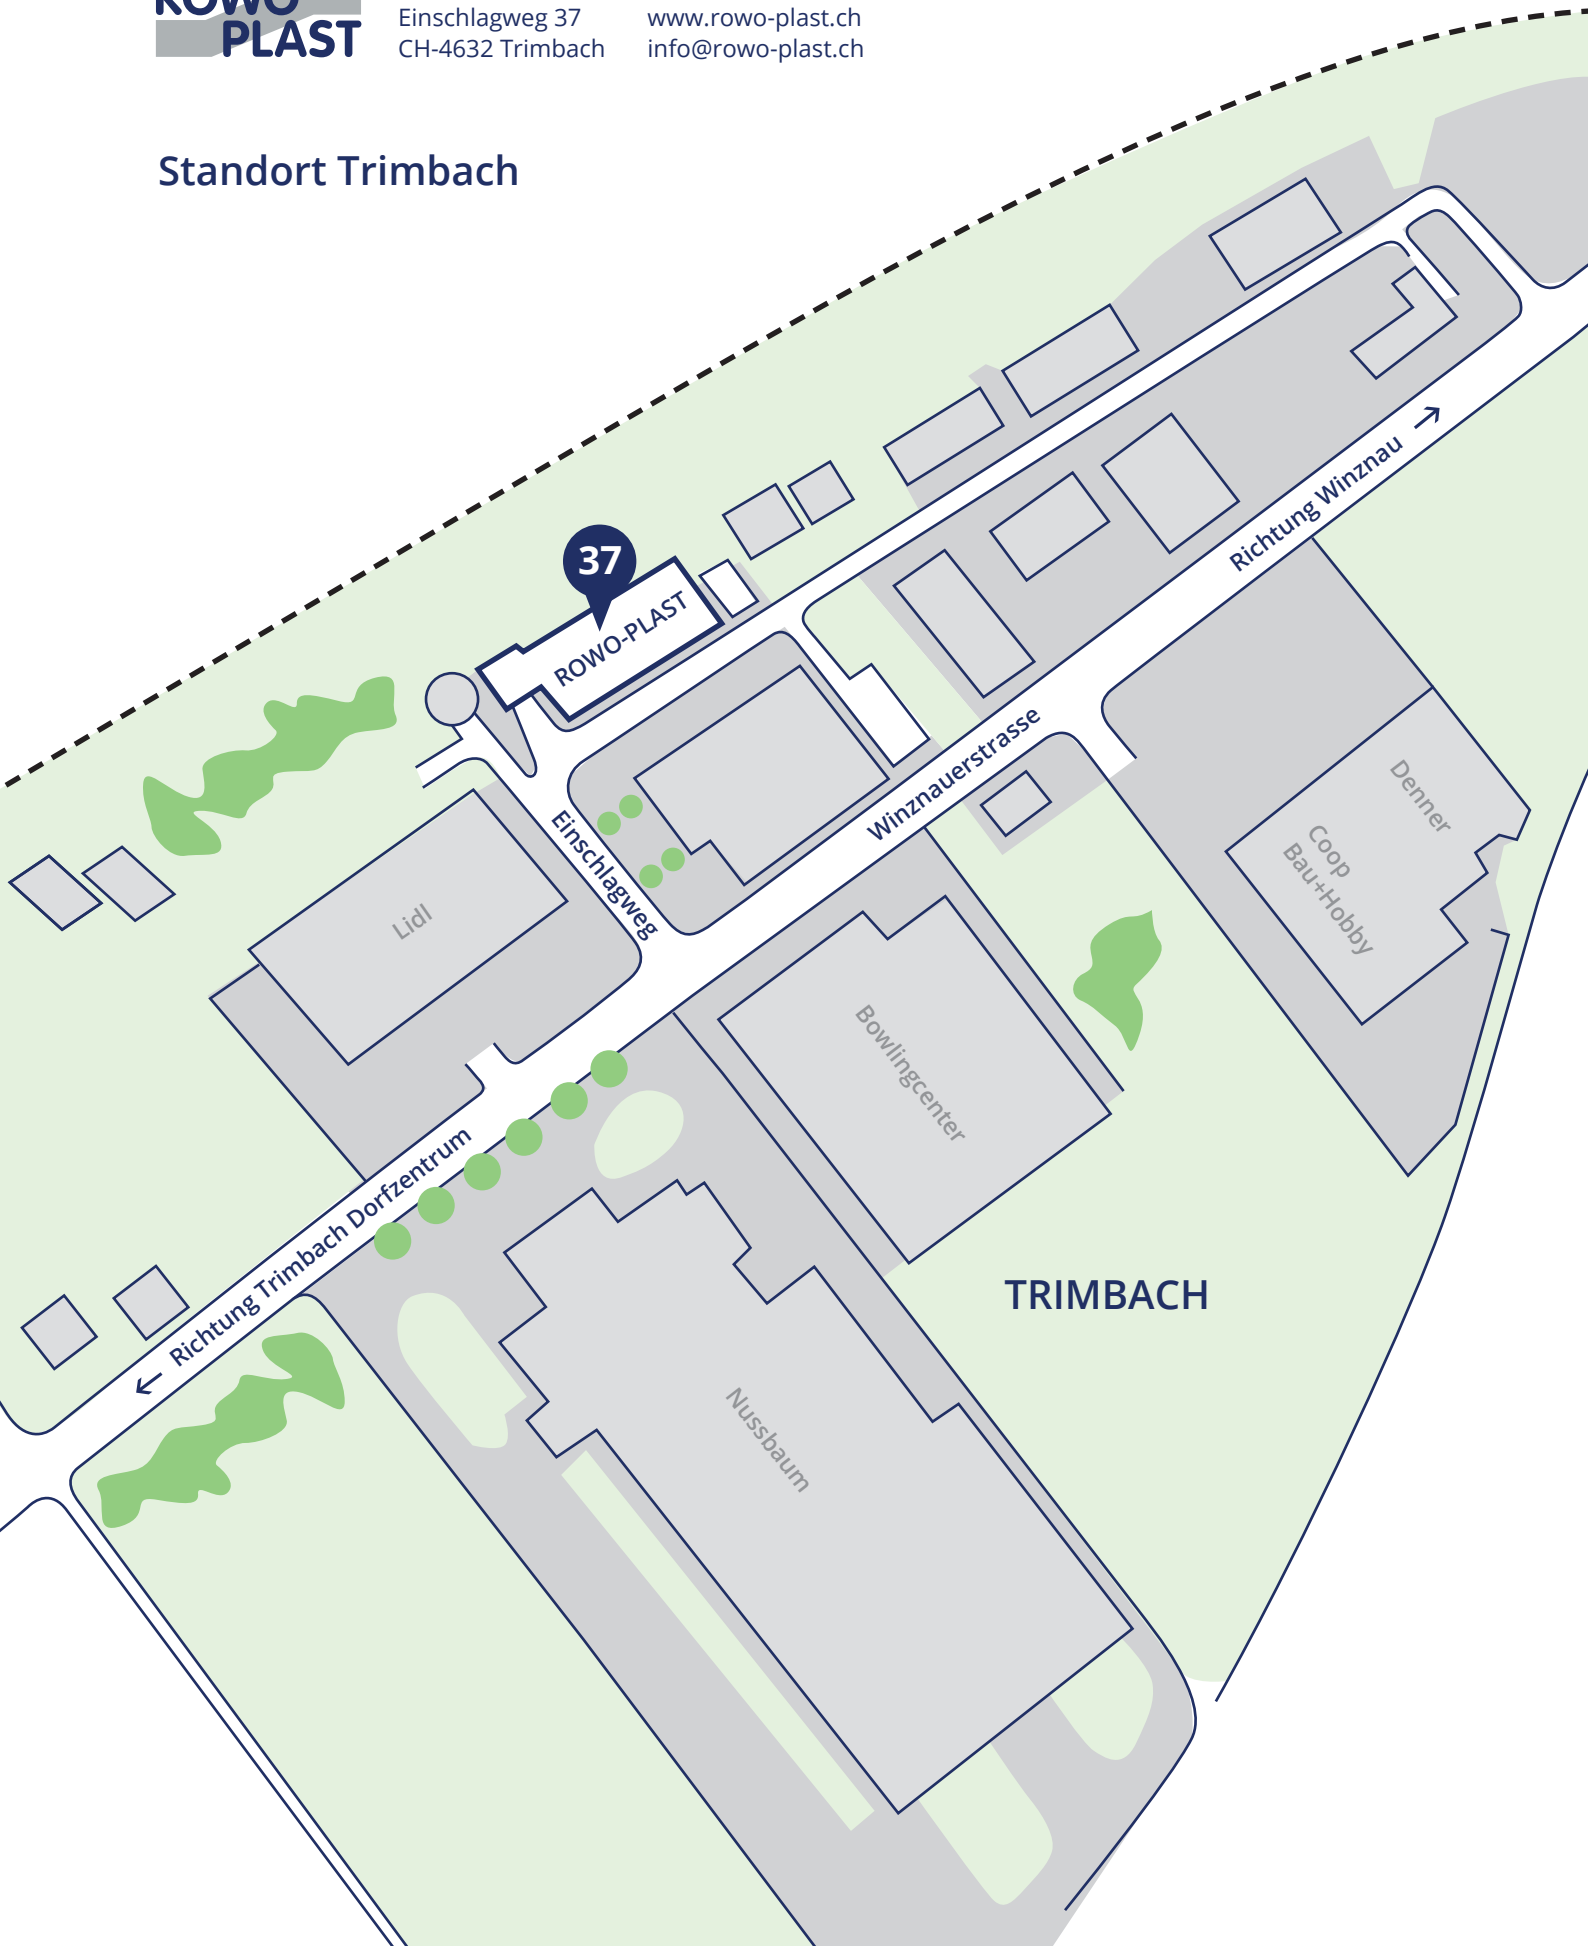 ROWO
PLAST
Einschlagweg 37
CH-4632 Trimbach
www.rowo-plast.ch
info@rowo-plast.ch
Standort Trimbach
Richtung Winznau
37
ROWO-PLAST
Winznauerstrasse
Denner
Coop
Bau+Hobby
Einschlagweg
Lidl
Bowlingcenter
Richtung Trimbach Dorfzentrum
TRIMBACH
Nussbaum